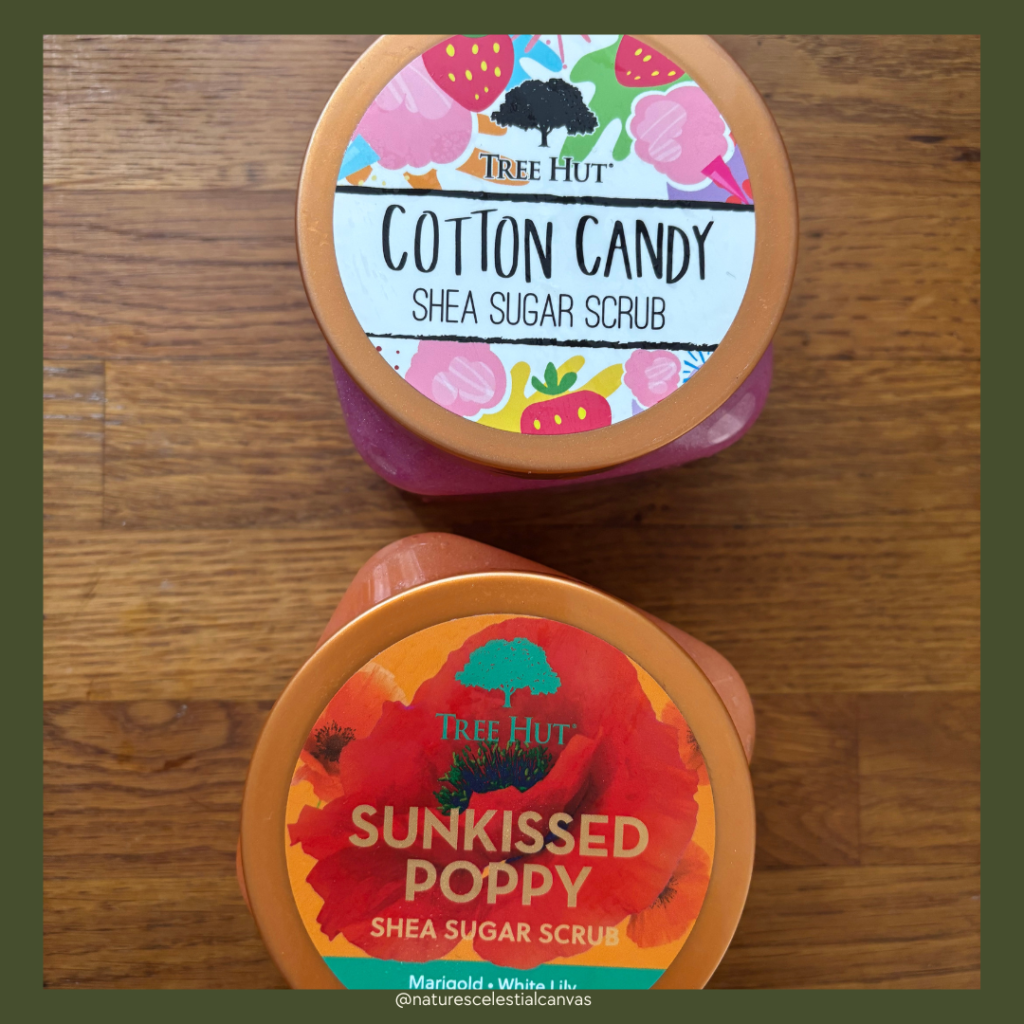 TREE HUT®
COTTON CANDY
SHEA SUGAR SCRUB
TREE HUT®
SUNKISSED
POPPY
SHEA SUGAR SCRUB
Marigold • White Lily
@naturescelestialcanvas